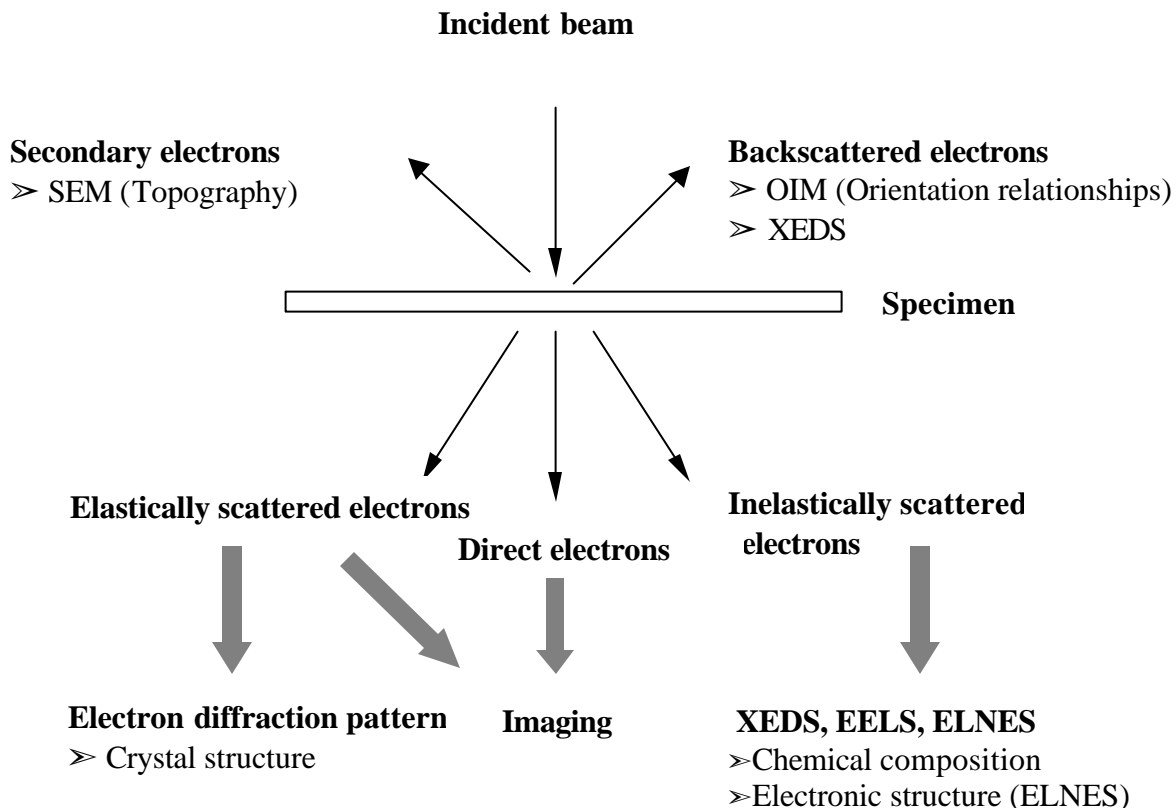 Incident beam
Secondary electrons
➢ SEM (Topography)
Backscattered electrons
➢ OIM (Orientation relationships)
➢ XEDS
Specimen
Elastically scattered electrons
Direct electrons
Inelastically scattered
electrons
Electron diffraction pattern
➢ Crystal structure
Imaging
XEDS, EELS, ELNES
➢Chemical composition
➢Electronic structure (ELNES)